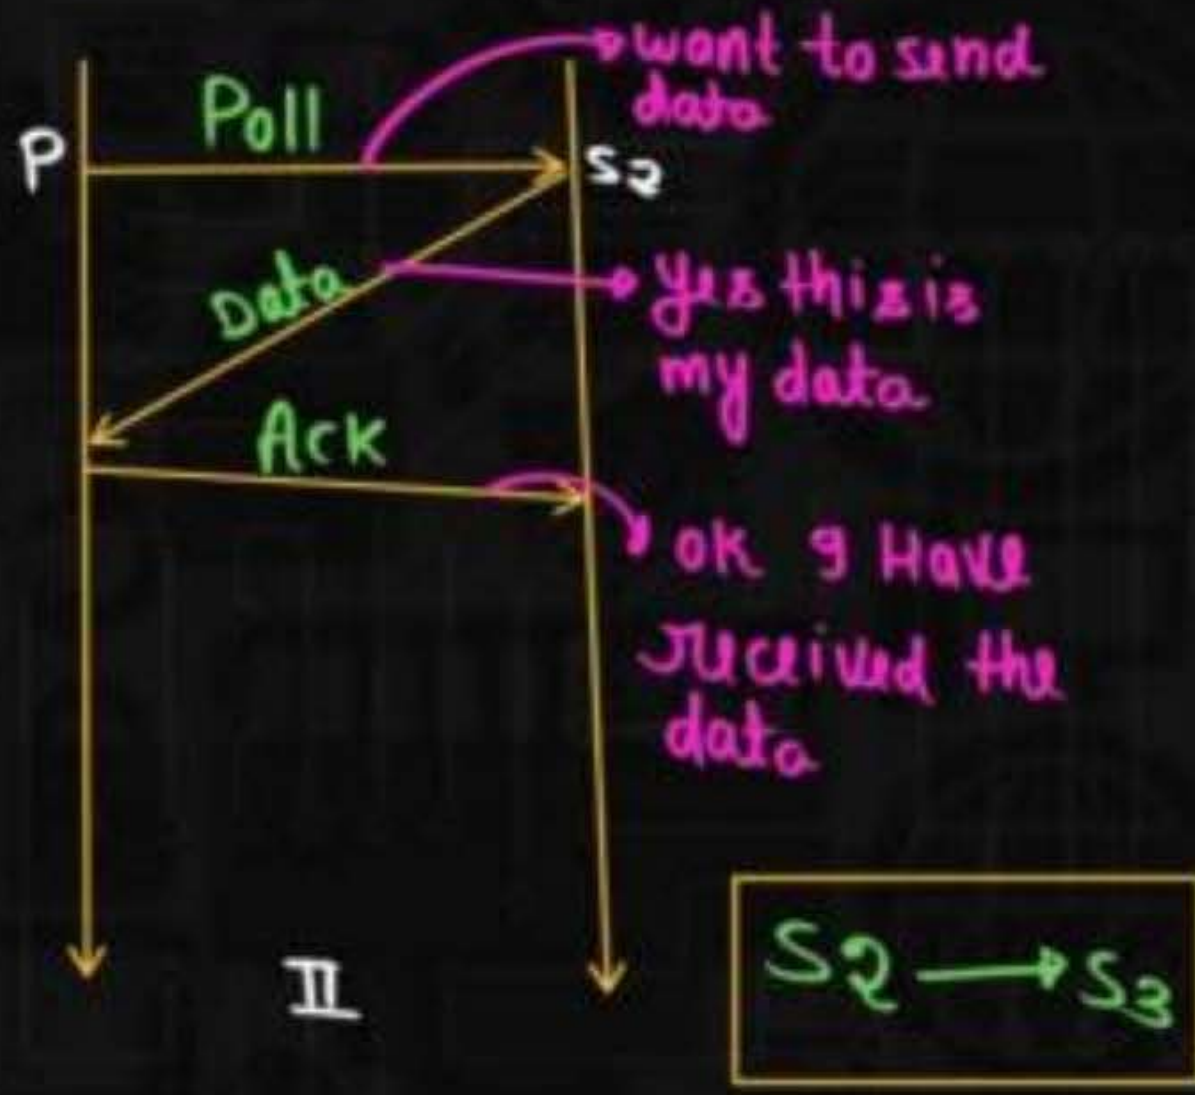 want to send
data
Poll
P
S2
Data
Yes this is
my data
Ack
ok I Have
received the
data
II
S2 → S3